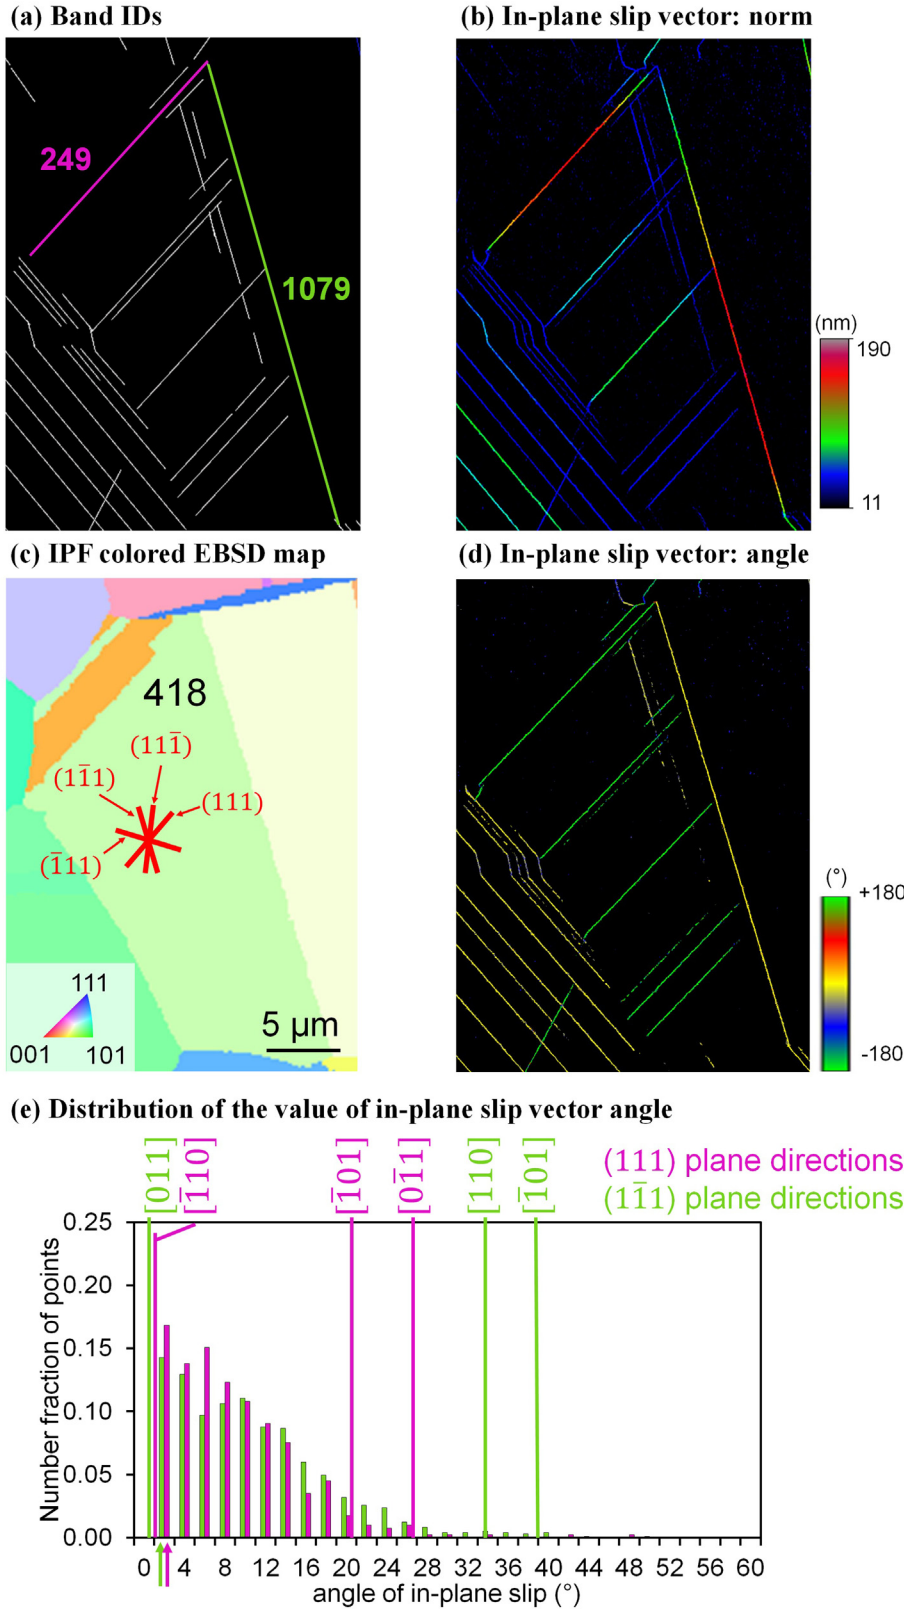 (a) Band IDs
(b) In-plane slip vector: norm
249
1079
(nm)
190
11
(c) IPF colored EBSD map
(d) In-plane slip vector: angle
418
(111̄)
(11̄1)
(111)
(1̄11)
111
001
101
5 μm
(°)
+180
-180
(e) Distribution of the value of in-plane slip vector angle
[011]
[1̄10]
[1̄01]
[01̄1]
[110]
[1̄01]
(111) plane directions
(11̄1) plane directions
Number fraction of points
0.25
0.20
0.15
0.10
0.05
0.00
0 4 8 12 16 20 24 28 32 36 40 44 48 52 56 60
angle of in-plane slip (°)